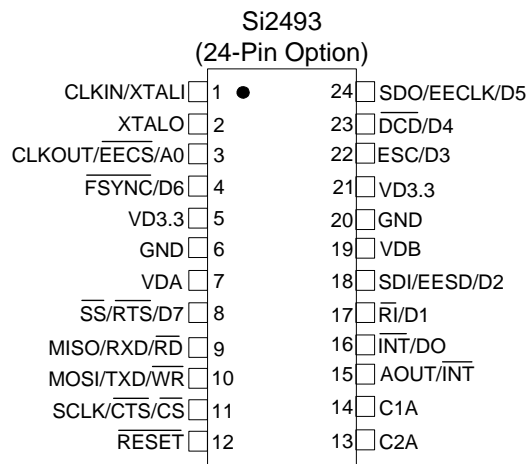 Si2493
(24-Pin Option)
CLKIN/XTALI 1 24 SDO/EECLK/D5
XTALO 2 23 DCD/D4
CLKOUT/EECS/A0 3 22 ESC/D3
FSYNC/D6 4 21 VD3.3
VD3.3 5 20 GND
GND 6 19 VDB
VDA 7 18 SDI/EESD/D2
SS/RTS/D7 8 17 RI/D1
MISO/RXD/RD 9 16 INT/DO
MOSI/TXD/WR 10 15 AOUT/INT
SCLK/CTS/CS 11 14 C1A
RESET 12 13 C2A